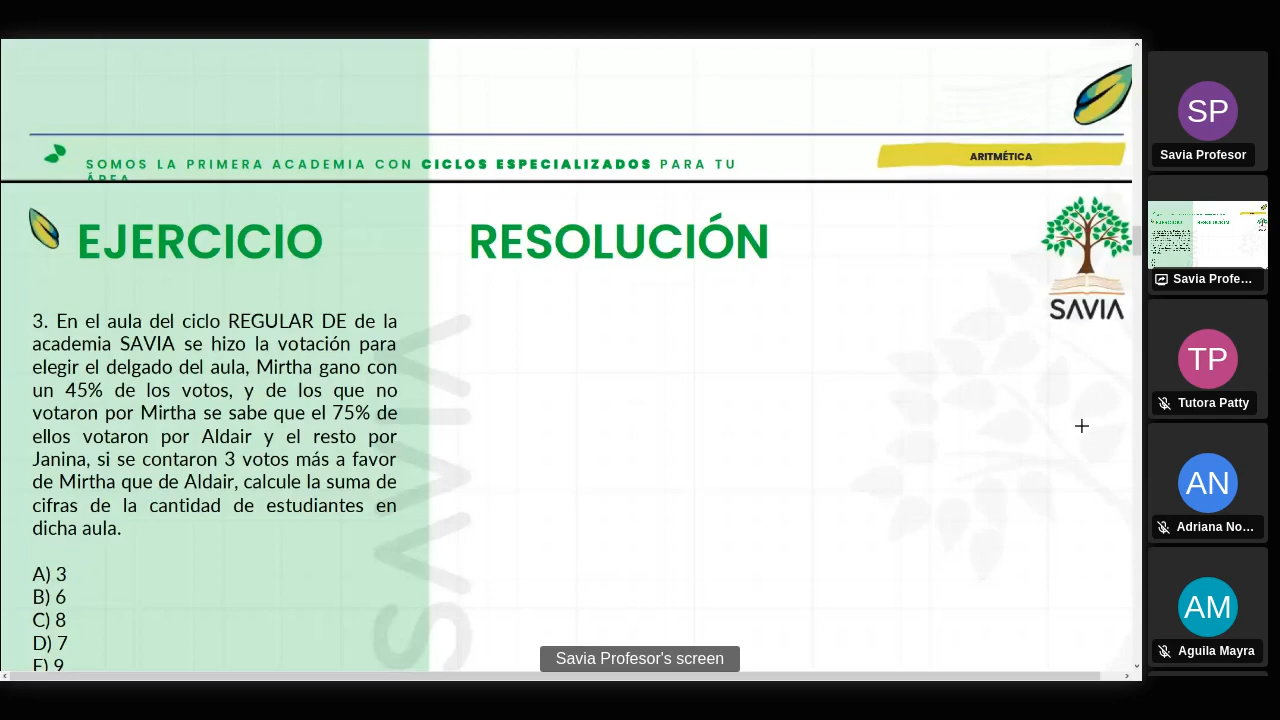 SOMOS LA PRIMERA ACADEMIA CON CICLOS ESPECIALIZADOS PARA TU
ÁREA
ARITMÉTICA
EJERCICIO
RESOLUCIÓN
SAVIA
3. En el aula del ciclo REGULAR DE de la
academia SAVIA se hizo la votación para
elegir el delgado del aula, Mirtha gano con
un 45% de los votos, y de los que no
votaron por Mirtha se sabe que el 75% de
ellos votaron por Aldair y el resto por
Janina, si se contaron 3 votos más a favor
de Mirtha que de Aldair, calcule la suma de
cifras de la cantidad de estudiantes en
dicha aula.
A) 3
B) 6
C) 8
D) 7
E) 9
SAVIA
Savia Profesor's screen
SP
Savia Profesor
Savia Profe...
TP
Tutora Patty
AN
Adriana No...
AM
Aguila Mayra